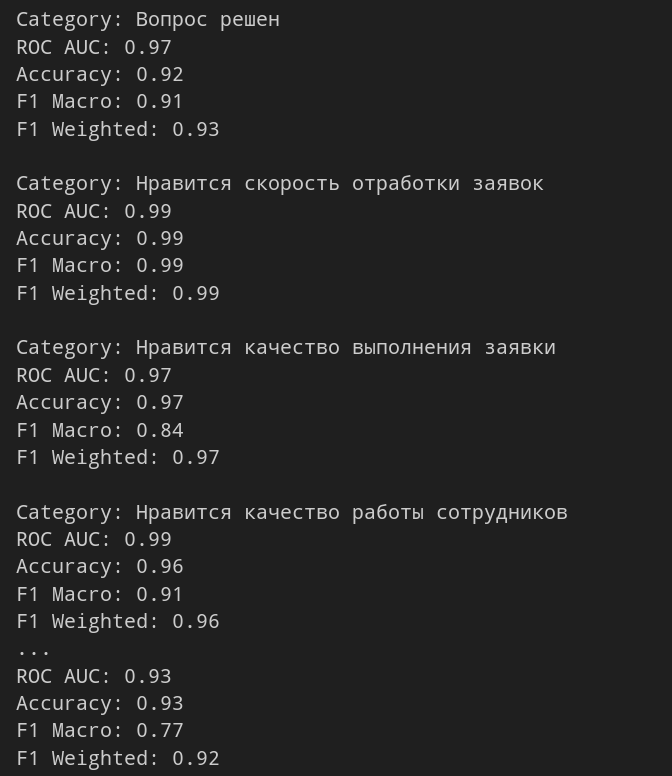 Category: Вопрос решен
ROC AUC: 0.97
Accuracy: 0.92
F1 Macro: 0.91
F1 Weighted: 0.93
Category: Нравится скорость отработки заявок
ROC AUC: 0.99
Accuracy: 0.99
F1 Macro: 0.99
F1 Weighted: 0.99
Category: Нравится качество выполнения заявки
ROC AUC: 0.97
Accuracy: 0.97
F1 Macro: 0.84
F1 Weighted: 0.97
Category: Нравится качество работы сотрудников
ROC AUC: 0.99
Accuracy: 0.96
F1 Macro: 0.91
F1 Weighted: 0.96
...
ROC AUC: 0.93
Accuracy: 0.93
F1 Macro: 0.77
F1 Weighted: 0.92